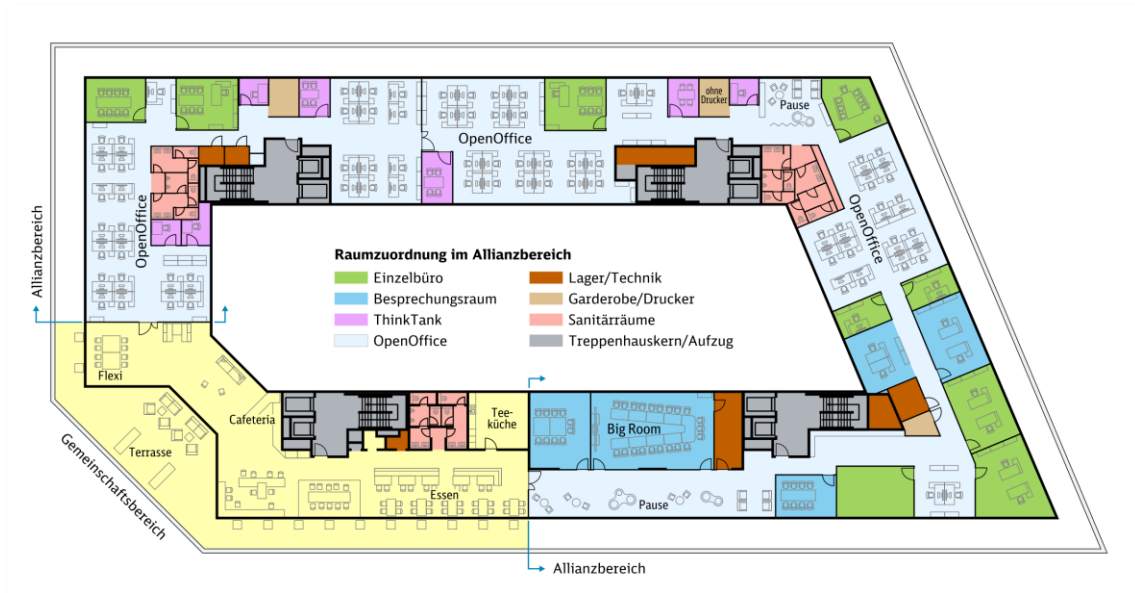 ohne
Drucker
Pause
OpenOffice
OpenOffice
OpenOffice
Allianzbereich
Raumzuordnung im Allianzbereich
Einzelbüro
Besprechungsraum
ThinkTank
OpenOffice
Lager/Technik
Garderobe/Drucker
Sanitärräume
Treppenhauskern/Aufzug
Flexi
Cafeteria
Terrasse
Gemeinschaftsbereich
Tee-
küche
Essen
Big Room
Pause
Allianzbereich